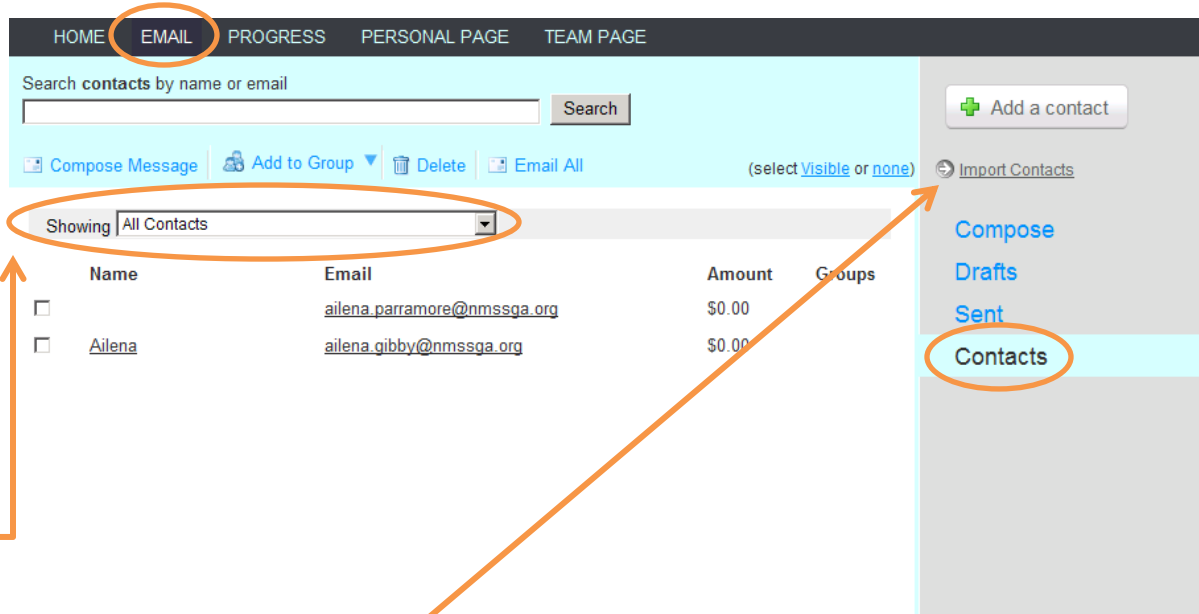 HOME EMAIL PROGRESS PERSONAL PAGE TEAM PAGE
Search contacts by name or email
Search
Compose Message Add to Group Delete Email All (select Visible or none)
Showing All Contacts
Name Email Amount Groups
ailena.parramore@nmssga.org $0.00
Ailena ailena.gibby@nmssga.org $0.00
Add a contact
Import Contacts
Compose
Drafts
Sent
Contacts